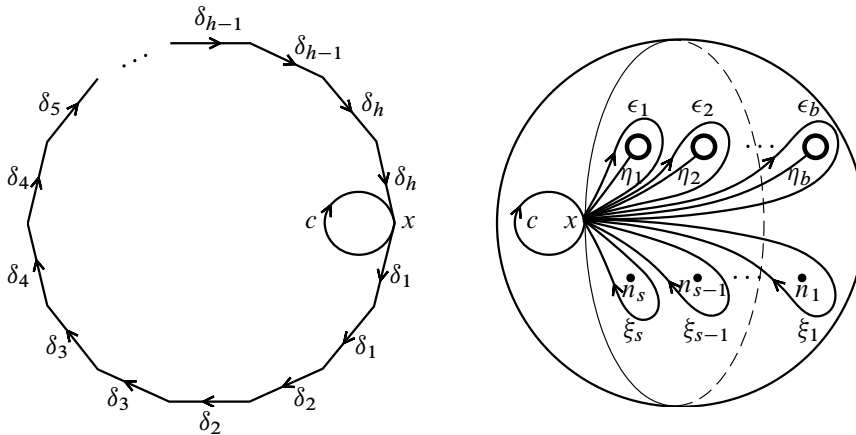 δ_{h−1}
δ_{h−1}
δ_h
δ_h
x
δ_1
δ_1
δ_2
δ_2
δ_3
δ_3
δ_4
δ_4
δ_5
...
c
ϵ_1 ϵ_2 ϵ_b
....
η_1 η_2 η_b
c x
n_s n_{s−1} ... n_1
ξ_s ξ_{s−1} ξ_1